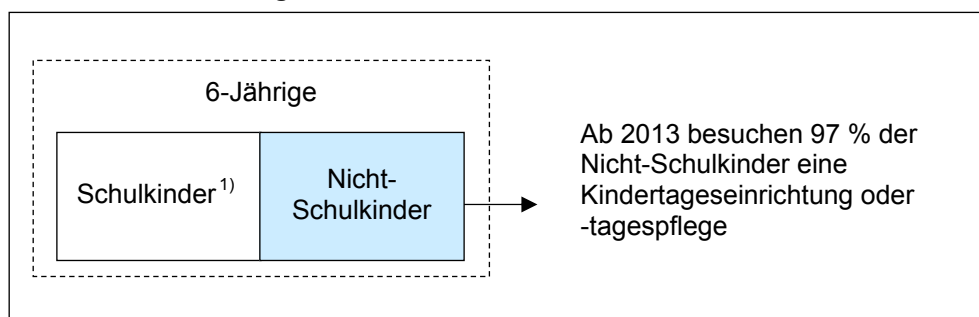 6-Jährige
Schulkinder 1)
Nicht-
Schulkinder
Ab 2013 besuchen 97 % der
Nicht-Schulkinder eine
Kindertageseinrichtung oder
-tagespflege